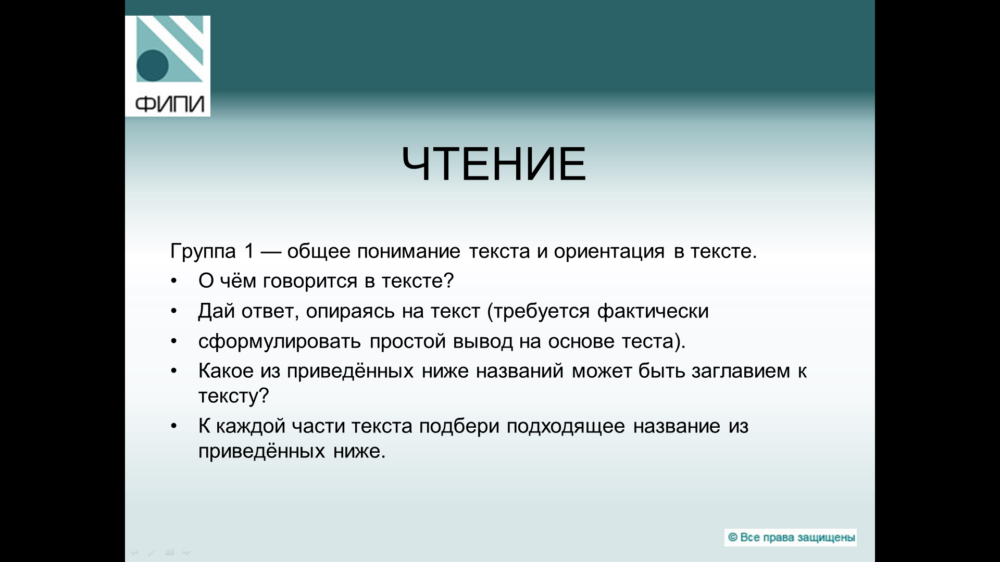 ФИПИ
ЧТЕНИЕ
Группа 1 — общее понимание текста и ориентация в тексте.
• О чём говорится в тексте?
• Дай ответ, опираясь на текст (требуется фактически
• сформулировать простой вывод на основе теста).
• Какое из приведённых ниже названий может быть заглавием к
тексту?
• К каждой части текста подбери подходящее название из
приведённых ниже.
© Все права защищены